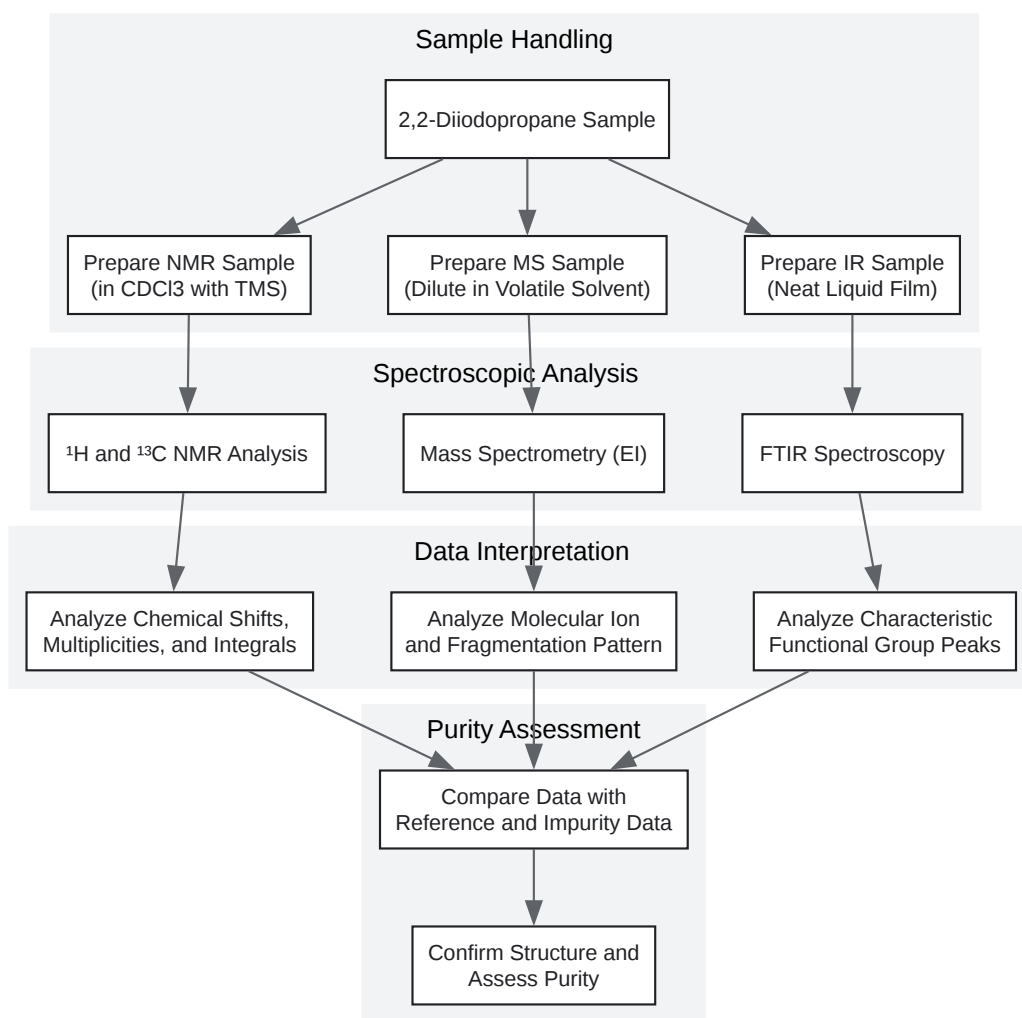 Sample Handling
2,2-Diiodopropane Sample
Prepare NMR Sample
(in CDCl3 with TMS)
Prepare MS Sample
(Dilute in Volatile Solvent)
Prepare IR Sample
(Neat Liquid Film)
Spectroscopic Analysis
¹H and ¹³C NMR Analysis
Mass Spectrometry (EI)
FTIR Spectroscopy
Data Interpretation
Analyze Chemical Shifts,
Multiplicities, and Integrals
Analyze Molecular Ion
and Fragmentation Pattern
Analyze Characteristic
Functional Group Peaks
Purity Assessment
Compare Data with
Reference and Impurity Data
Confirm Structure and
Assess Purity